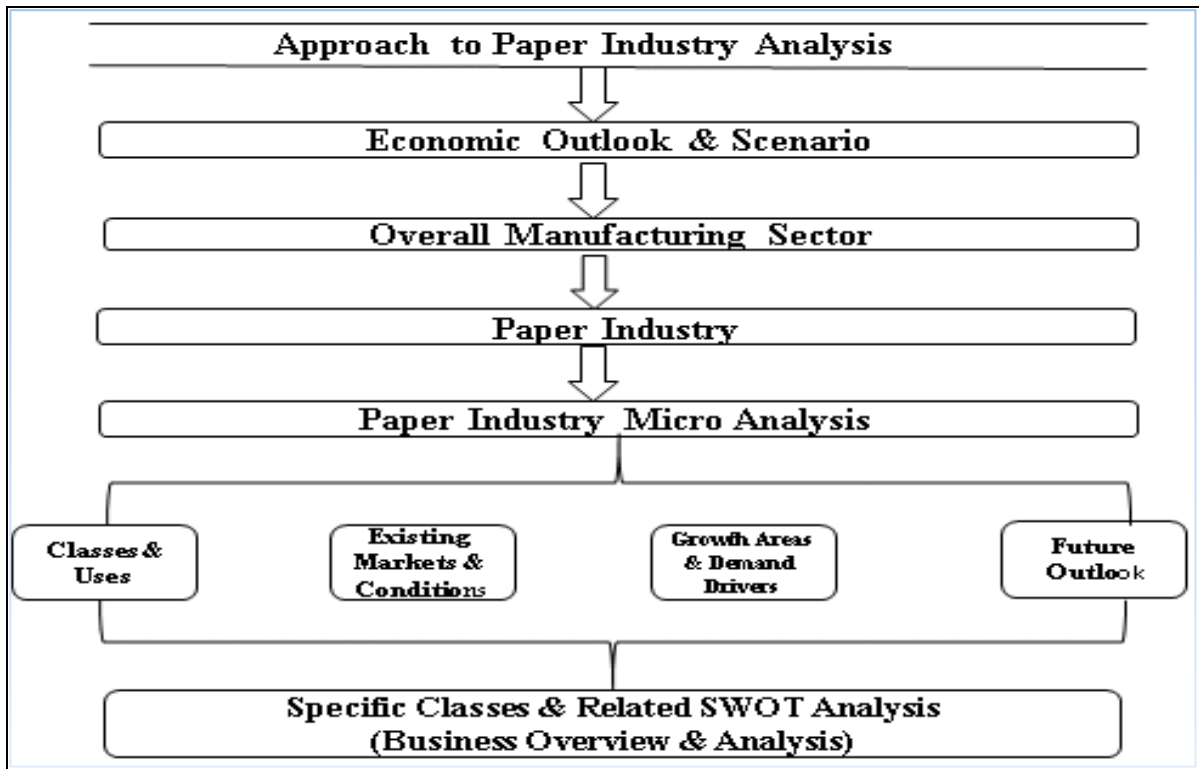 Approach to Paper Industry Analysis
Economic Outlook & Scenario
Overall Manufacturing Sector
Paper Industry
Paper Industry Micro Analysis
Classes &
Uses
Existing
Markets &
Conditions
Growth Areas
& Demand
Drivers
Future
Outlook
Specific Classes & Related SWOT Analysis
(Business Overview & Analysis)